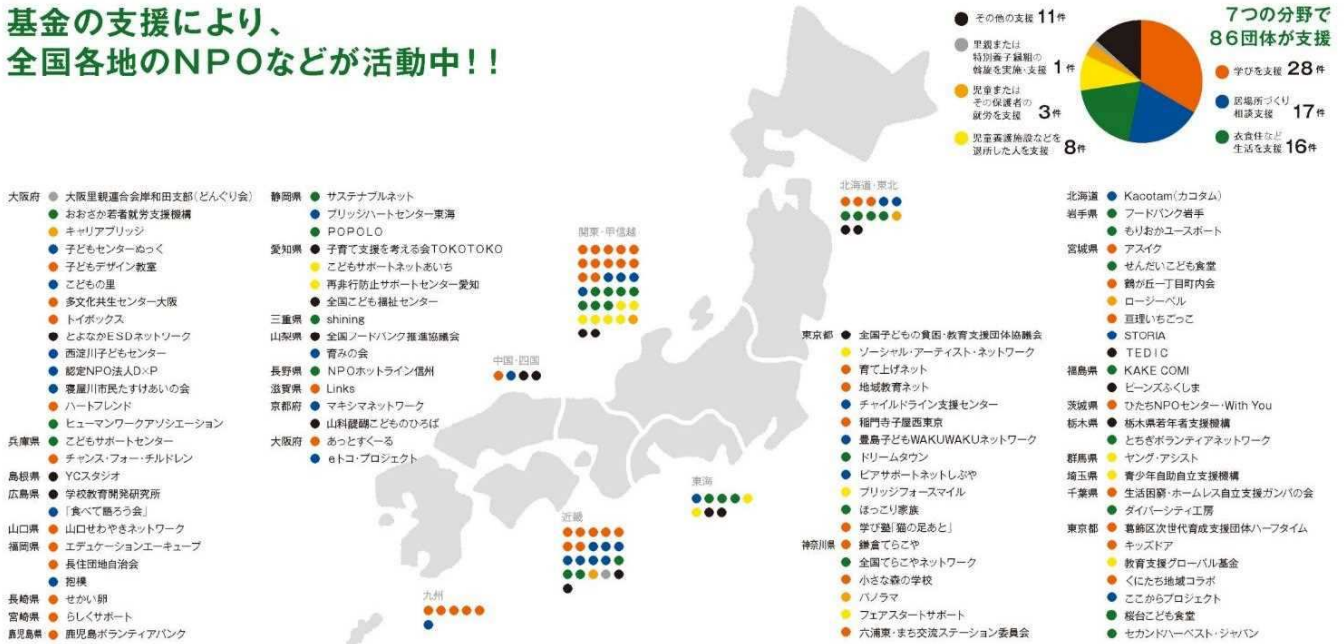 基金の支援により、
全国各地のNPOなどが活動中!!
その他の支援 11件
里親または
特別養子縁組の
斡旋を実施・支援 1件
児童または
その保護者の
就労を支援 3件
児童養護施設などを
退所した人を支援 8件
7つの分野で
86団体が支援
学びを支援 28件
居場所づくり
相談支援 17件
衣食住など
生活を支援 16件
大阪府 大阪里親連合会岸和田支部(どんぐり会)
おおさか若者就労支援機構
キャリアブリッジ
子どもセンターぬっく
子どもデザイン教室
こどもの里
多文化共生センター大阪
トイボックス
とよなかESDネットワーク
西淀川子どもセンター
認定NPO法人D×P
寝屋川市民たすけあいの会
ハートフレンド
ヒューマンワークアソシエーション
兵庫県 こどもサポートセンター
チャンス・フォー・チルドレン
島根県 YCスタジオ
広島県 学校教育開発研究所
「食べて語ろう会」
山口県 山口せわやきネットワーク
福岡県 エデュケーションエーキューブ
長住団地自治会
抱樸
長崎県 せかい卵
宮崎県 らしくサポート
鹿児島県 鹿児島ボランティアバンク
静岡県 サステナブルネット
ブリッジハートセンター東海
POPOLO
愛知県 子育て支援を考える会TOKOTOKO
こどもサポートネットあいち
再非行防止サポートセンター愛知
全国こども福祉センター
三重県 shining
山梨県 全国フードバンク推進協議会
育みの会
長野県 NPOホットライン信州
滋賀県 Links
京都府 マキシマネットワーク
山科醍醐こどものひろば
大阪府 あっとすくーる
eトコ・プロジェクト
関東・甲信越
中国・四国
近畿
九州
東海
北海道・東北
東京都 全国子どもの貧困・教育支援団体協議会
ソーシャル・アーティスト・ネットワーク
育て上げネット
地域教育ネット
チャイルドライン支援センター
稲門寺子屋西東京
豊島子どもWAKUWAKUネットワーク
ドリームタウン
ピアサポートネットしぶや
ブリッジフォースマイル
ほっこり家族
学び塾「猫の足あと」
神奈川県 鎌倉てらこや
全国てらこやネットワーク
小さな森の学校
パノラマ
フェアスタートサポート
六浦東・まち交流ステーション委員会
北海道 Kacotam(カコタム)
岩手県 フードバンク岩手
もりおかユースポート
宮城県 アスイク
せんだいこども食堂
鶴が丘一丁目町内会
ロージーベル
亘理いちごっこ
STORIA
TEDIC
福島県 KAKE COMI
ビーンズふくしま
茨城県 ひたちNPOセンター・With You
栃木県 栃木県若年者支援機構
とちぎボランティアネットワーク
群馬県 ヤング・アシスト
埼玉県 青少年自助自立支援機構
千葉県 生活困窮・ホームレス自立支援ガンバの会
ダイバーシティ工房
東京都 葛飾区次世代育成支援団体ハーフタイム
キッズドア
教育支援グローバル基金
くにたち地域コラボ
ここからプロジェクト
桜台こども食堂
セカンドハーベスト・ジャパン